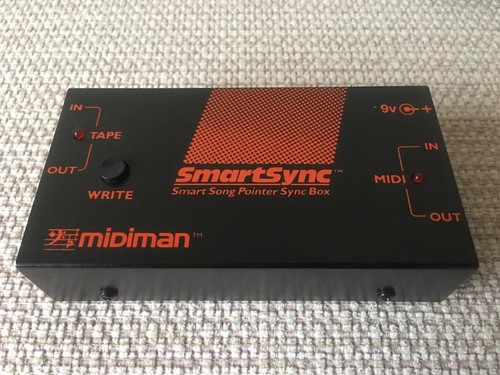 IN
TAPE
OUT
WRITE
9v +
SmartSync™
Smart Song Pointer Sync Box
IN
MIDI
OUT
midiman™